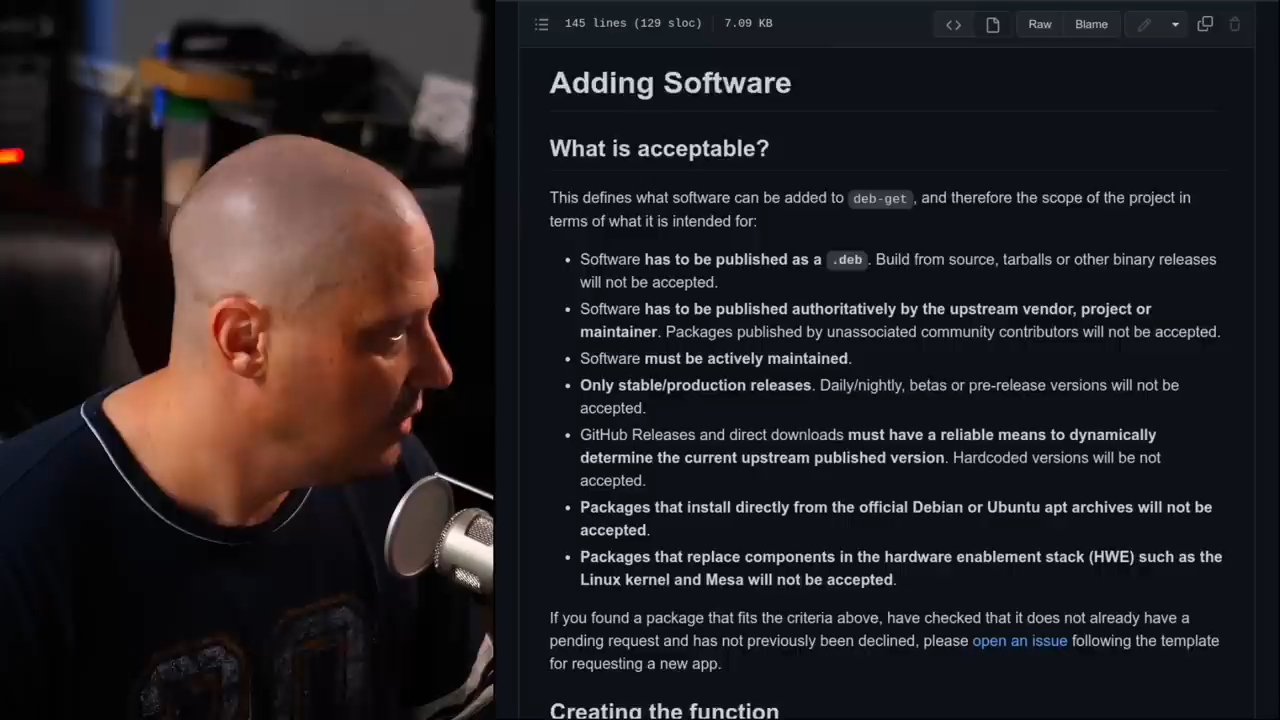 145 lines (129 sloc) 7.09 KB Raw Blame
Adding Software
What is acceptable?
This defines what software can be added to deb-get, and therefore the scope of the project in
terms of what it is intended for:
• Software has to be published as a .deb. Build from source, tarballs or other binary releases
will not be accepted.
• Software has to be published authoritatively by the upstream vendor, project or
maintainer. Packages published by unassociated community contributors will not be accepted.
• Software must be actively maintained.
• Only stable/production releases. Daily/nightly, betas or pre-release versions will not be
accepted.
• GitHub Releases and direct downloads must have a reliable means to dynamically
determine the current upstream published version. Hardcoded versions will be not
accepted.
• Packages that install directly from the official Debian or Ubuntu apt archives will not be
accepted.
• Packages that replace components in the hardware enablement stack (HWE) such as the
Linux kernel and Mesa will not be accepted.
If you found a package that fits the criteria above, have checked that it does not already have a
pending request and has not previously been declined, please open an issue following the template
for requesting a new app.
Creating the function